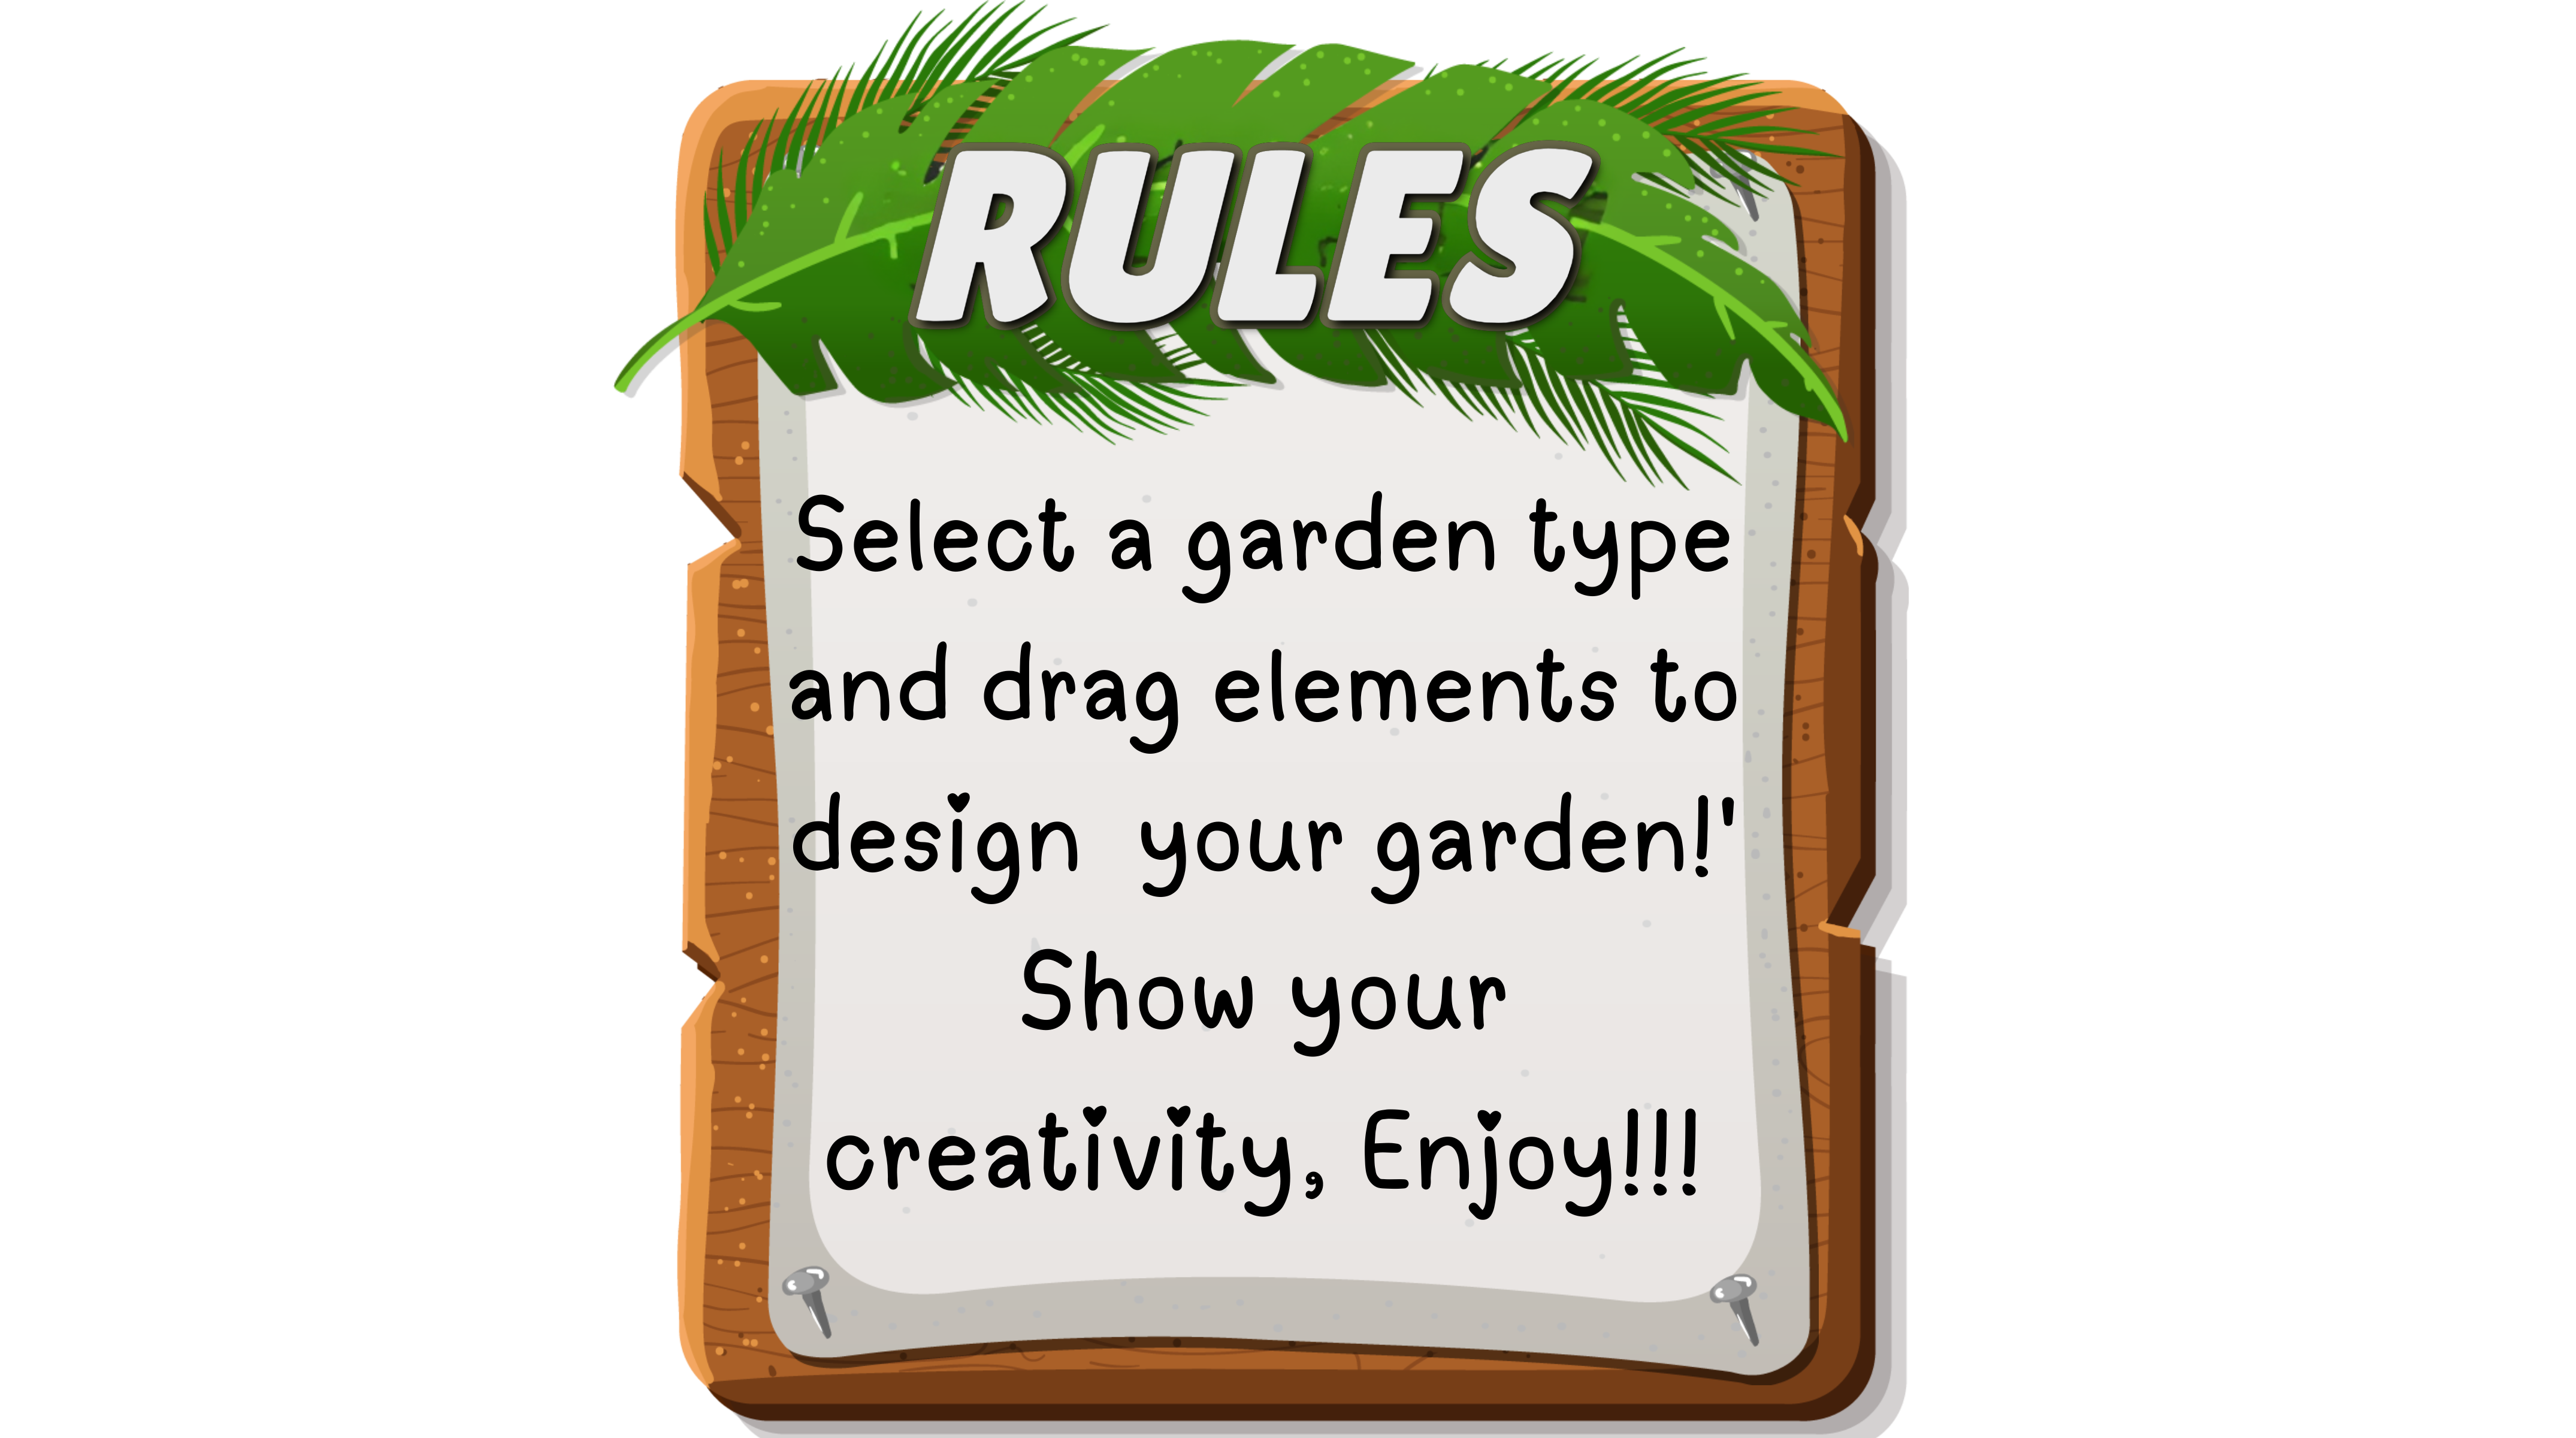 RULES
Select a garden type
and drag elements to
design  your garden!'
Show your
creativity, Enjoy!!!